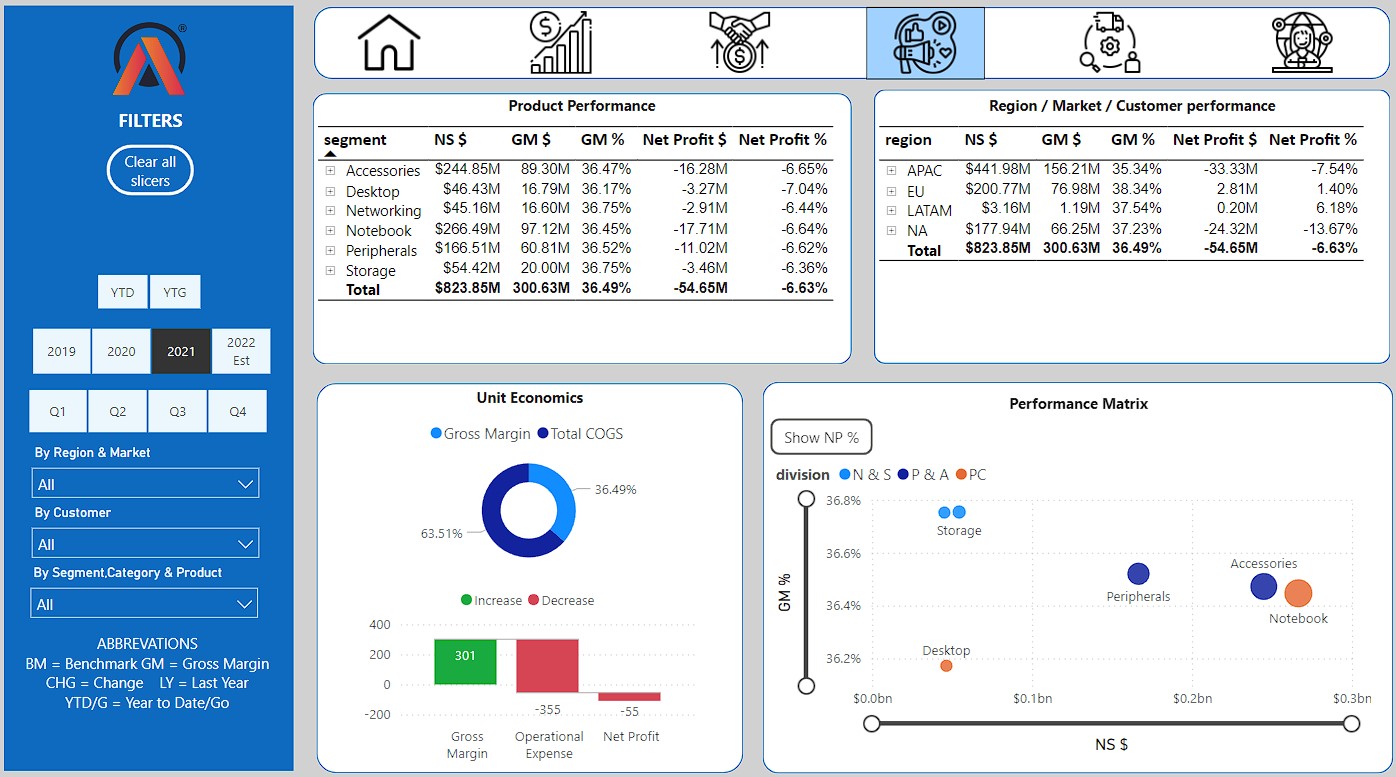 ®
FILTERS
Clear all
slicers
YTD YTG
2019 2020 2021 2022
Est
Q1 Q2 Q3 Q4
By Region & Market
All
By Customer
All
By Segment,Category & Product
All
ABBREVATIONS
BM = Benchmark GM = Gross Margin
CHG = Change LY = Last Year
YTD/G = Year to Date/Go
Product Performance
segment NS $ GM $ GM % Net Profit $ Net Profit %
Accessories $244.85M 89.30M 36.47% -16.28M -6.65%
Desktop $46.43M 16.79M 36.17% -3.27M -7.04%
Networking $45.16M 16.60M 36.75% -2.91M -6.44%
Notebook $266.49M 97.12M 36.45% -17.71M -6.64%
Peripherals $166.51M 60.81M 36.52% -11.02M -6.62%
Storage $54.42M 20.00M 36.75% -3.46M -6.36%
Total $823.85M 300.63M 36.49% -54.65M -6.63%
Region / Market / Customer performance
region NS $ GM $ GM % Net Profit $ Net Profit %
APAC $441.98M 156.21M 35.34% -33.33M -7.54%
EU $200.77M 76.98M 38.34% 2.81M 1.40%
LATAM $3.16M 1.19M 37.54% 0.20M 6.18%
NA $177.94M 66.25M 37.23% -24.32M -13.67%
Total $823.85M 300.63M 36.49% -54.65M -6.63%
Unit Economics
Gross Margin Total COGS
36.49%
63.51%
Increase Decrease
400
200
0
-200
301
-355
-55
Gross
Margin
Operational
Expense
Net Profit
Performance Matrix
Show NP %
division N & S P & A PC
GM %
36.8%
36.6%
36.4%
36.2%
Storage
Accessories
Peripherals
Notebook
Desktop
$0.0bn $0.1bn $0.2bn $0.3bn
NS $